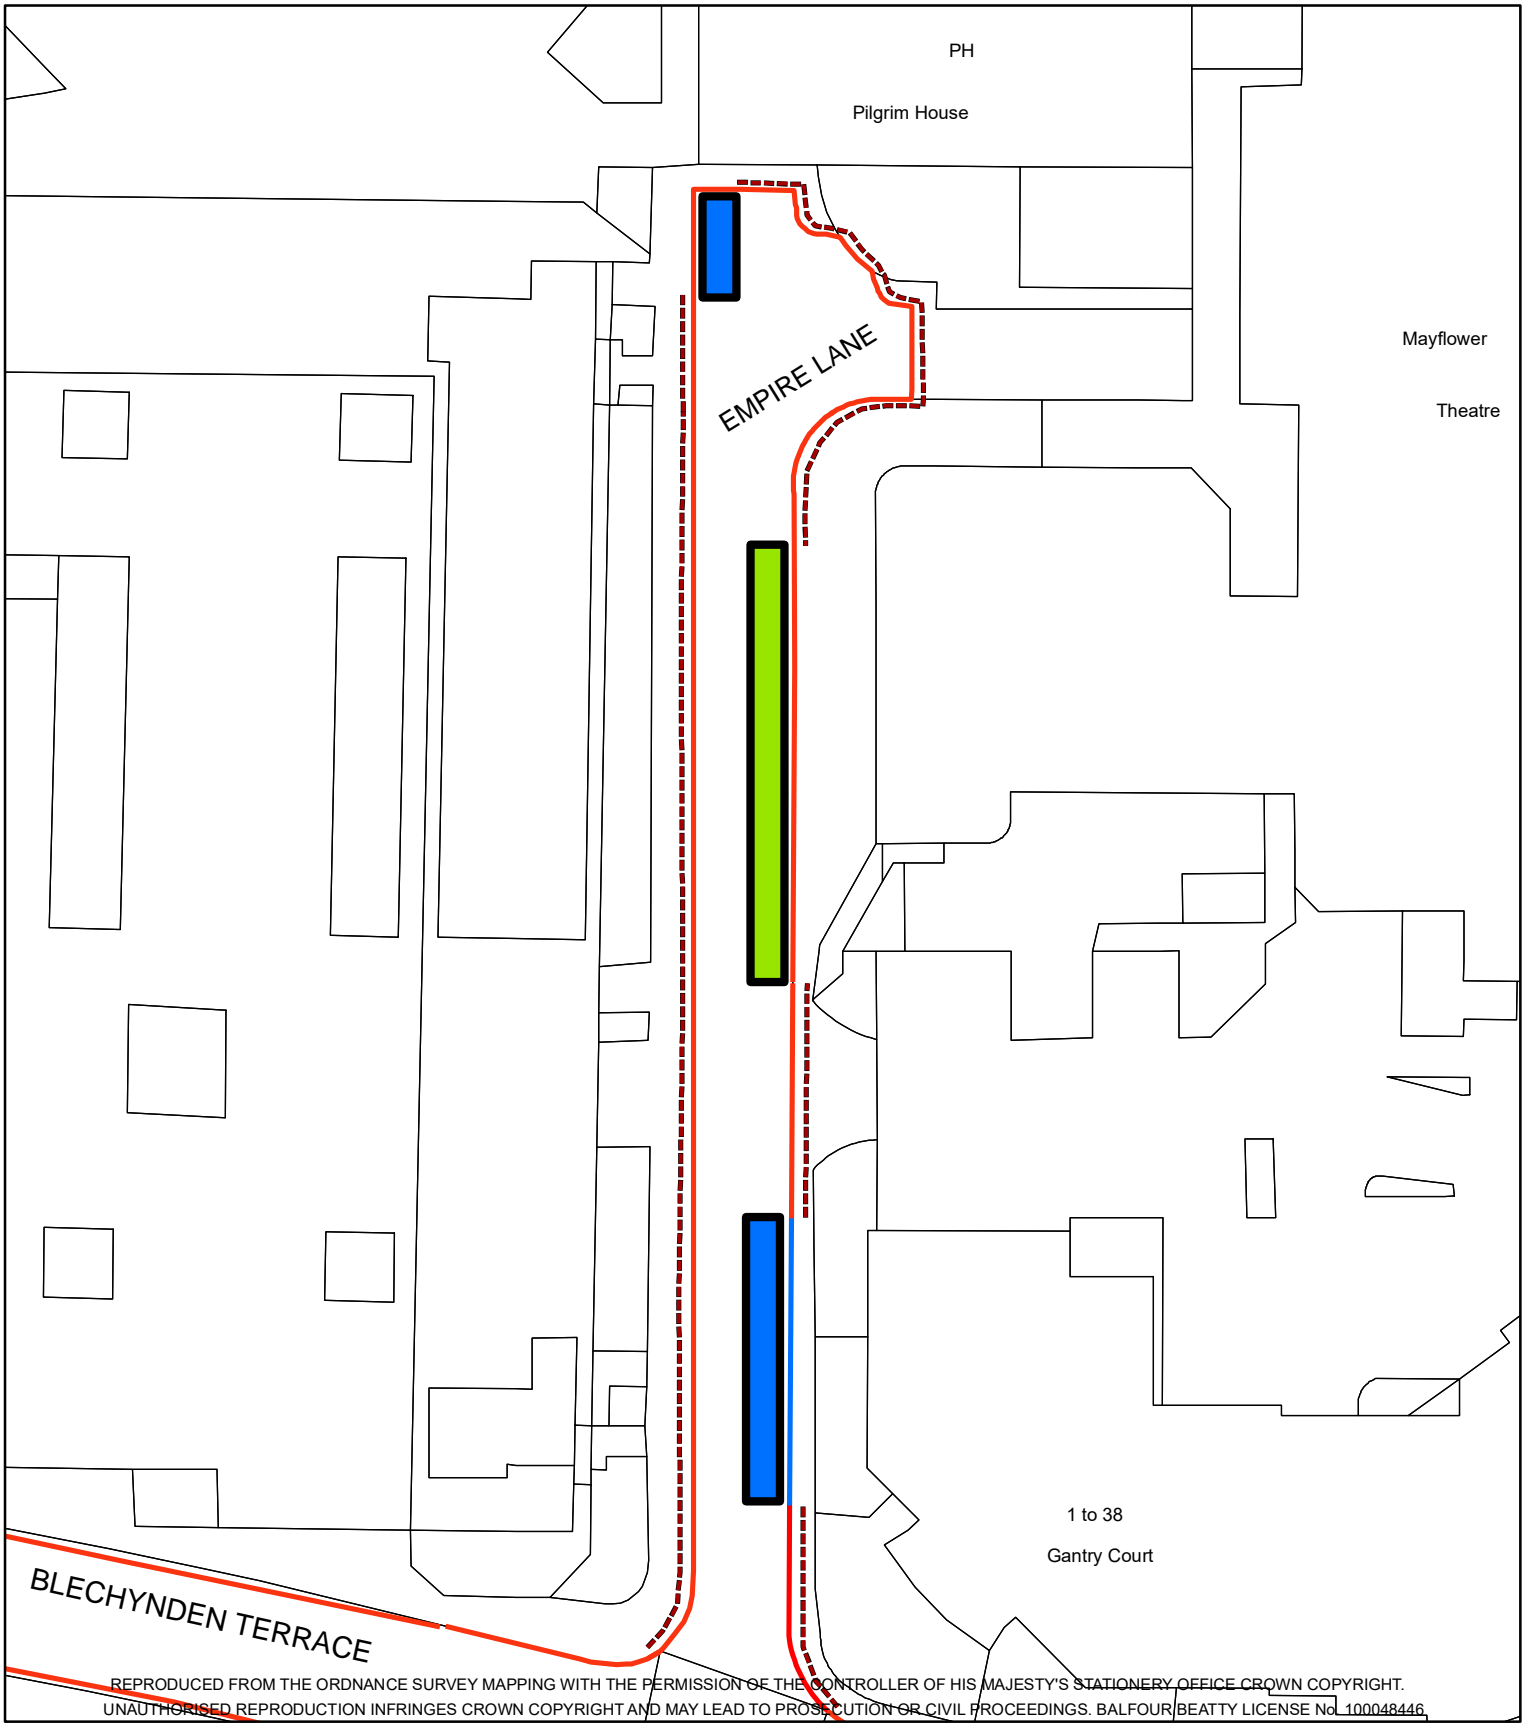 PH
Pilgrim House
Mayflower
Theatre
EMPIRE LANE
1 to 38
Gantry Court
BLECHYNDEN TERRACE
REPRODUCED FROM THE ORDNANCE SURVEY MAPPING WITH THE PERMISSION OF THE CONTROLLER OF HIS MAJESTY'S STATIONERY OFFICE CROWN COPYRIGHT.
UNAUTHORISED REPRODUCTION INFRINGES CROWN COPYRIGHT AND MAY LEAD TO PROSECUTION OR CIVIL PROCEEDINGS. BALFOUR BEATTY LICENSE No. 100048446